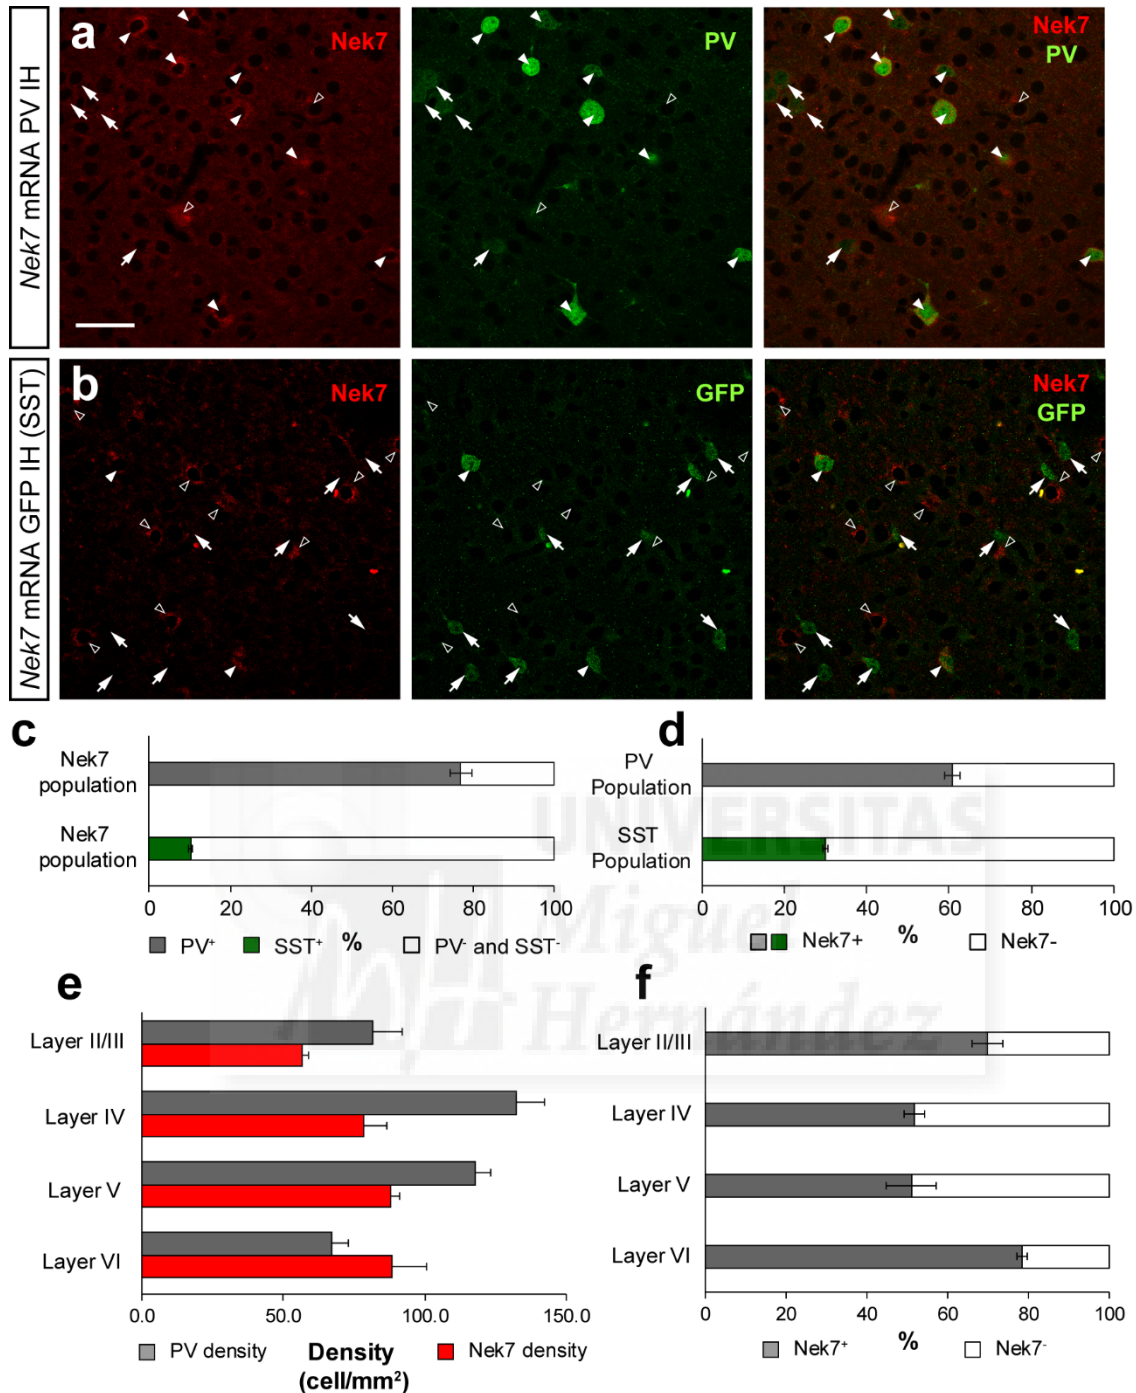 Nek7 mRNA PV IH
a
Nek7
PV
Nek7
PV
Nek7 mRNA GFP IH (SST)
b
Nek7
GFP
Nek7
GFP
c
Nek7
population
Nek7
population
0 20 40 60 80 100
PV⁺ SST⁺ % PV⁻ and SST⁻
d
PV
Population
SST
Population
0 20 40 60 80 100
Nek7+ % Nek7-
UNIVERSITAS
Miguel
Hernández
e
Layer II/III
Layer IV
Layer V
Layer VI
0.0 50.0 100.0 150.0
PV density Density Nek7 density
(cell/mm²)
f
Layer II/III
Layer IV
Layer V
Layer VI
0 20 40 60 80 100
Nek7⁺ % Nek7⁻